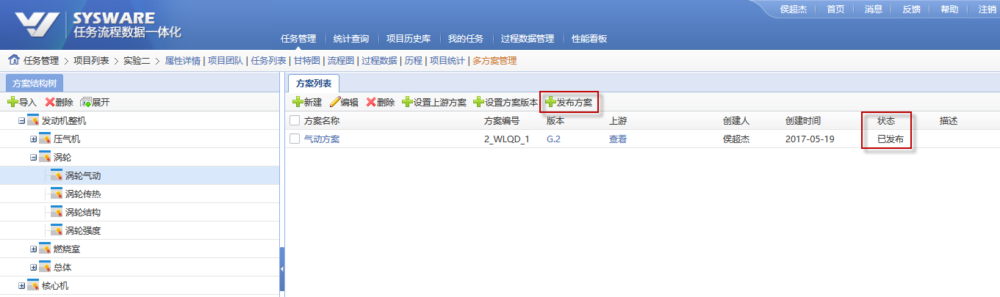 侯超杰 首页 消息 反馈 帮助 注销
SYSWARE
任务流程数据一体化
任务管理 统计查询 项目历史库 我的任务 过程数据管理 性能看板
任务管理 > 项目列表 > 实验二 > 属性详情 | 项目团队 | 任务列表 | 甘特图 | 流程图 | 过程数据 | 历程 | 项目统计 | 多方案管理
方案结构树
导入 删除 展开
发动机整机
压气机
涡轮
涡轮气动
涡轮传热
涡轮结构
涡轮强度
燃烧室
总体
核心机
方案列表
新建 编辑 删除 设置上游方案 设置方案版本 发布方案
方案名称 方案编号 版本 上游 创建人 创建时间 状态 描述
气动方案 2_WLQD_1 G.2 查看 侯超杰 2017-05-19 已发布